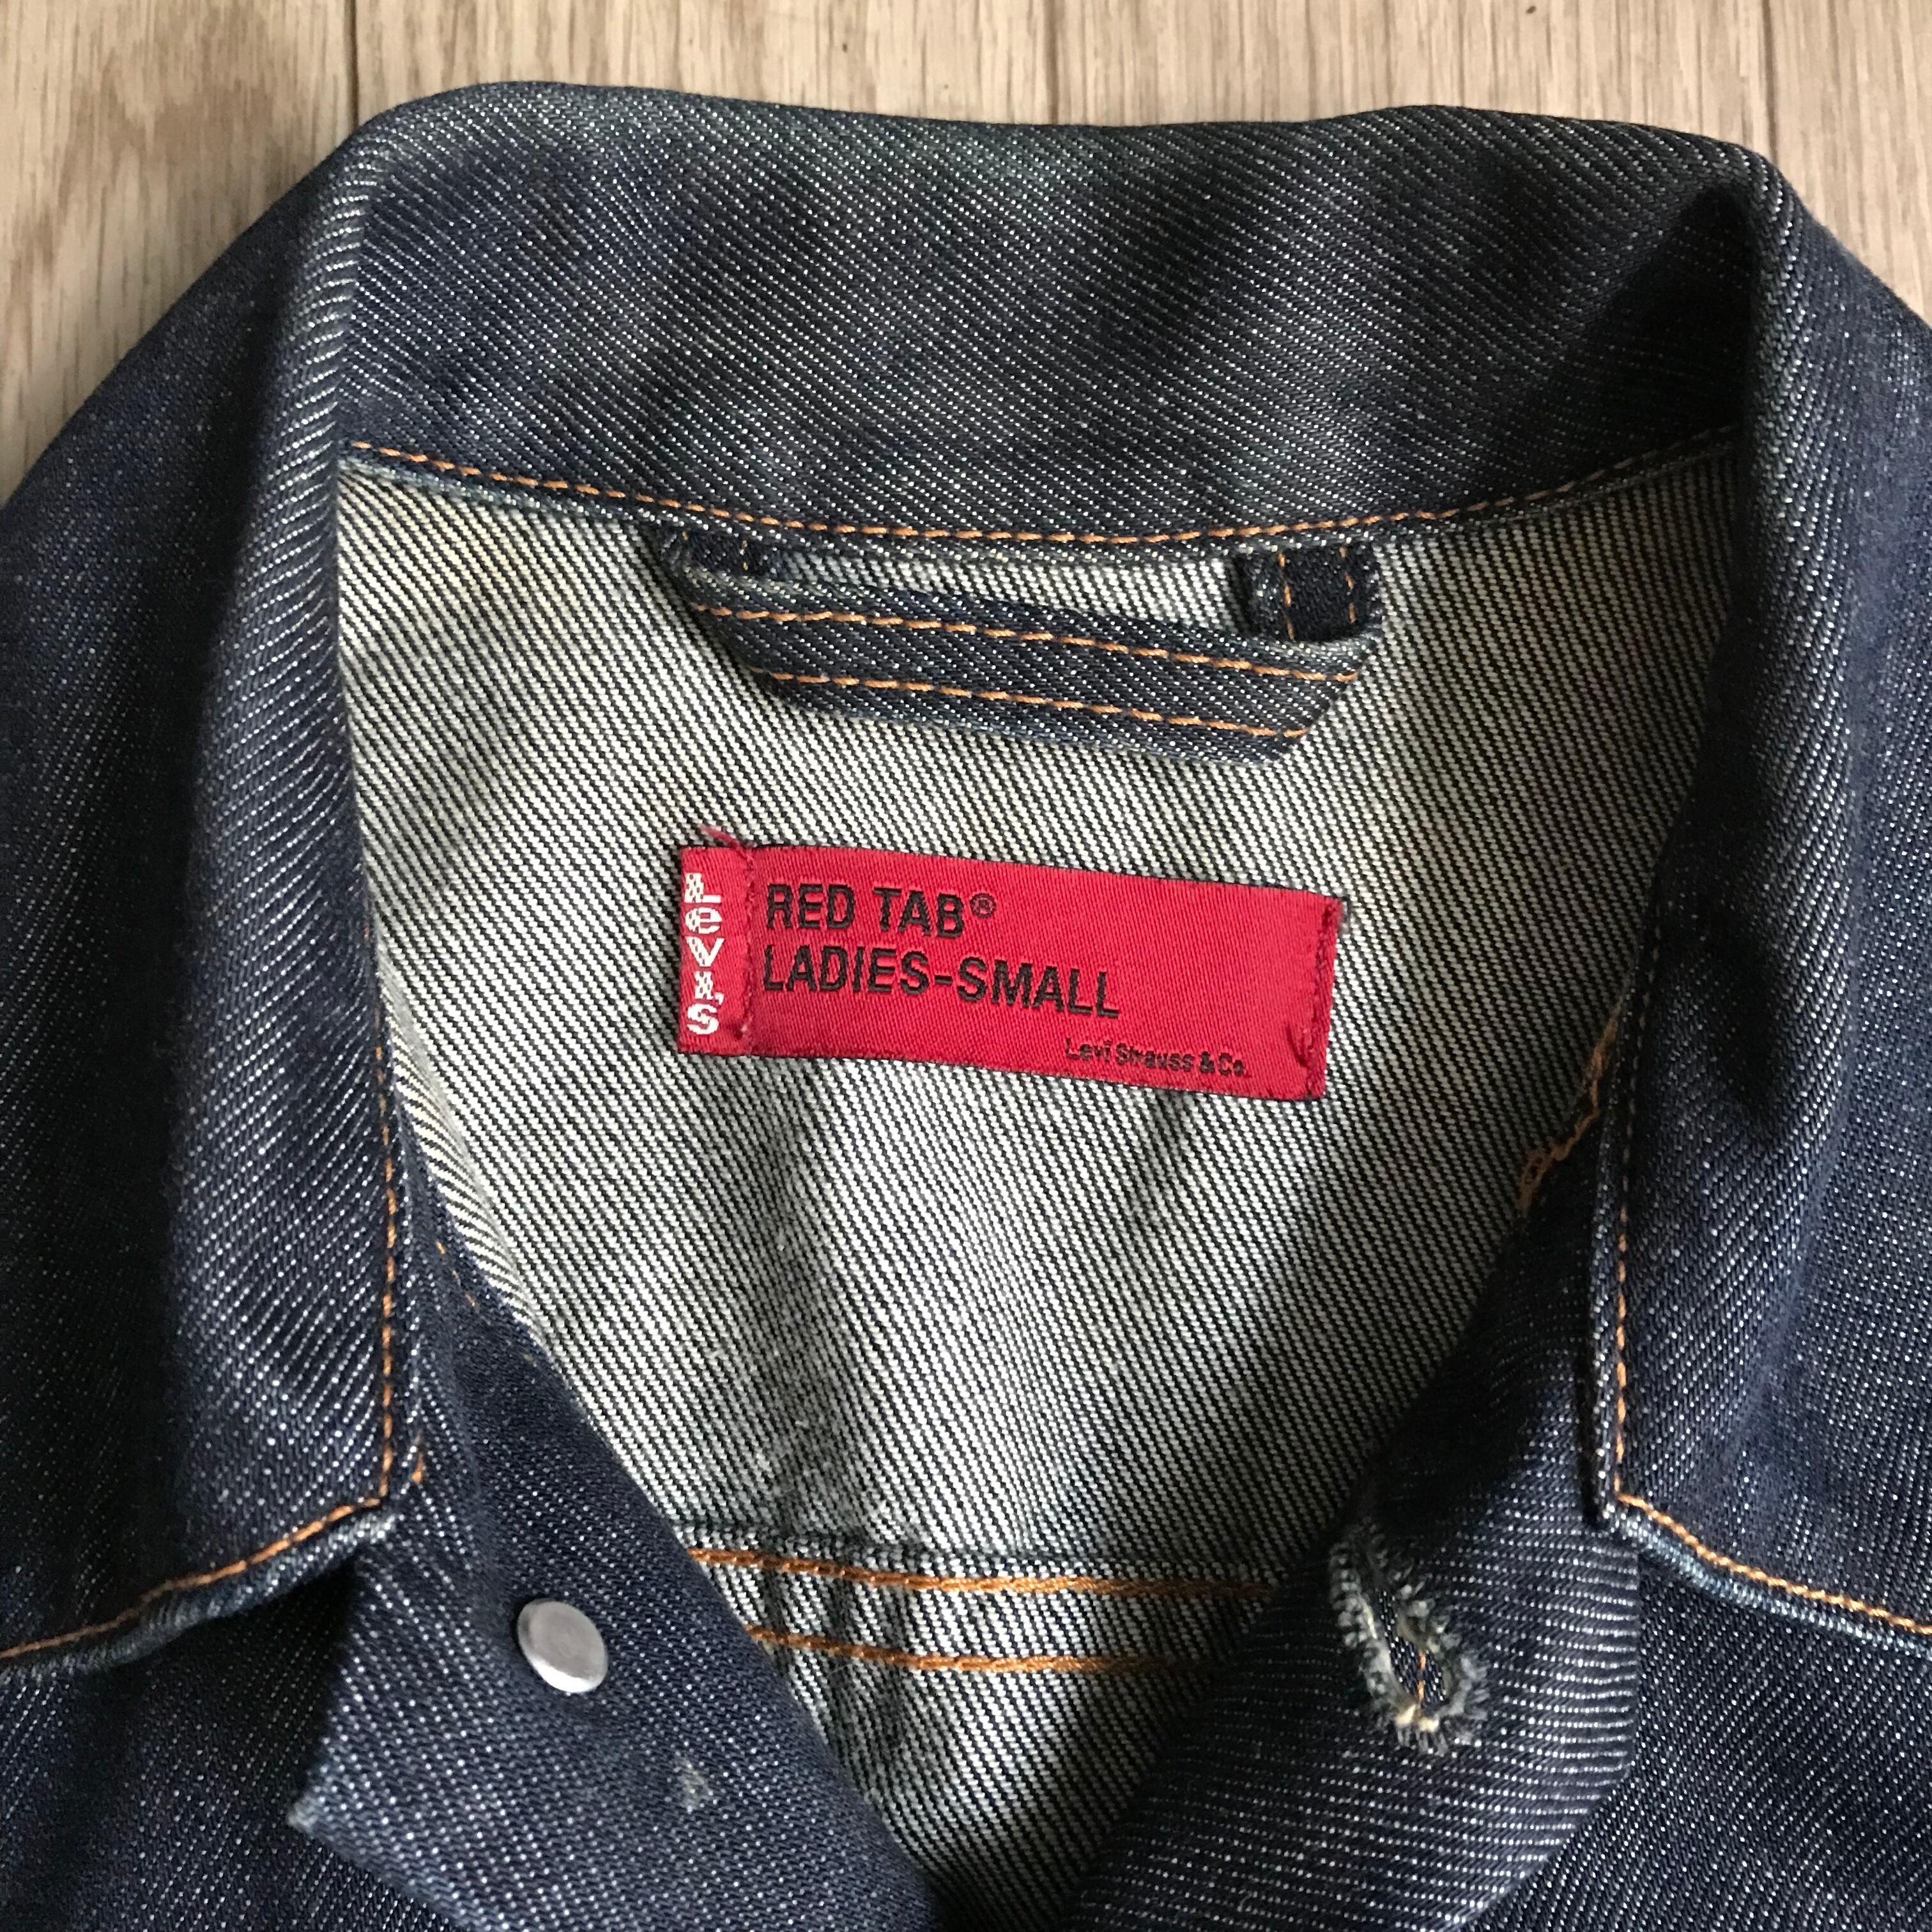 Levi's
RED TAB®
LADIES-SMALL
Levi Strauss & Co.